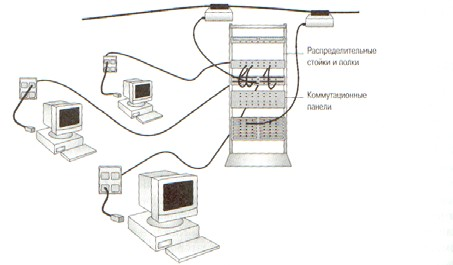 Распределительные
стойки и полки
Коммутационные
панели